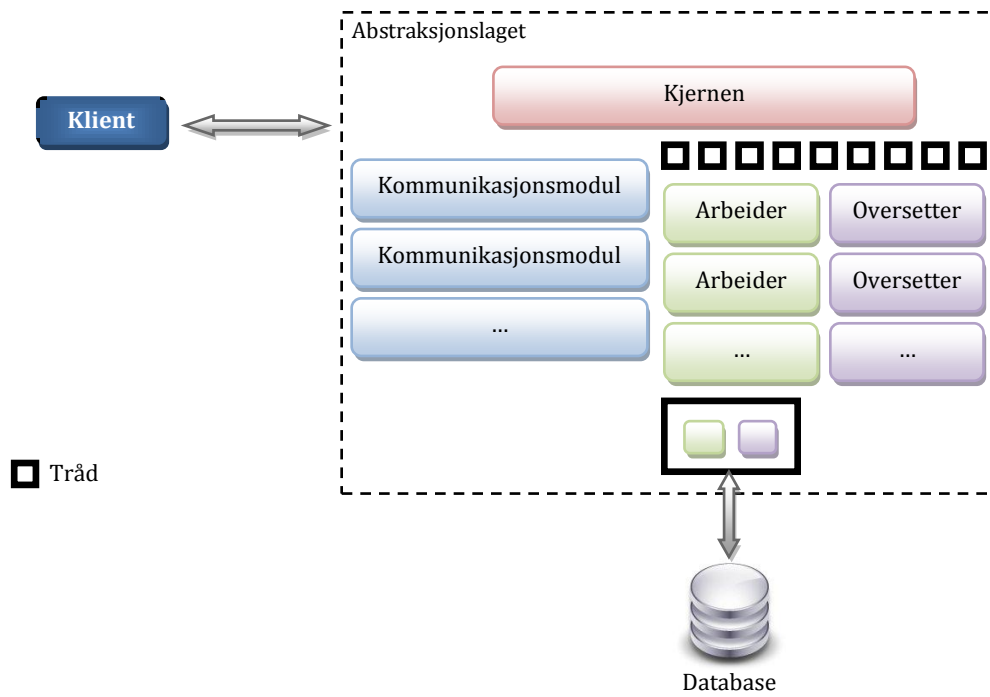 Abstraksjonslaget
Kjernen
Klient
Kommunikasjonsmodul
Arbeider
Oversetter
Kommunikasjonsmodul
Arbeider
Oversetter
…
…
…
Tråd
Database